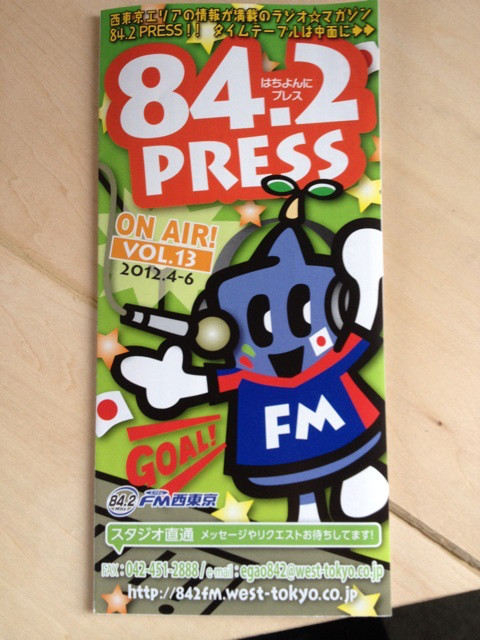 西東京エリアの情報が満載のラジオ☆マガジン
84.2 PRESS!! タイムテーブルは中面に▶▶
84.2
はちよんに
プレス
PRESS
ON AIR!
VOL.13
2012.4-6
FM
GOAL!
84.2
FM西東京
スタジオ直通 メッセージやリクエストお待ちしてます!
FAX:042-451-2888/e-mail:egao842@west-tokyo.co.jp
http://842fm.west-tokyo.co.jp